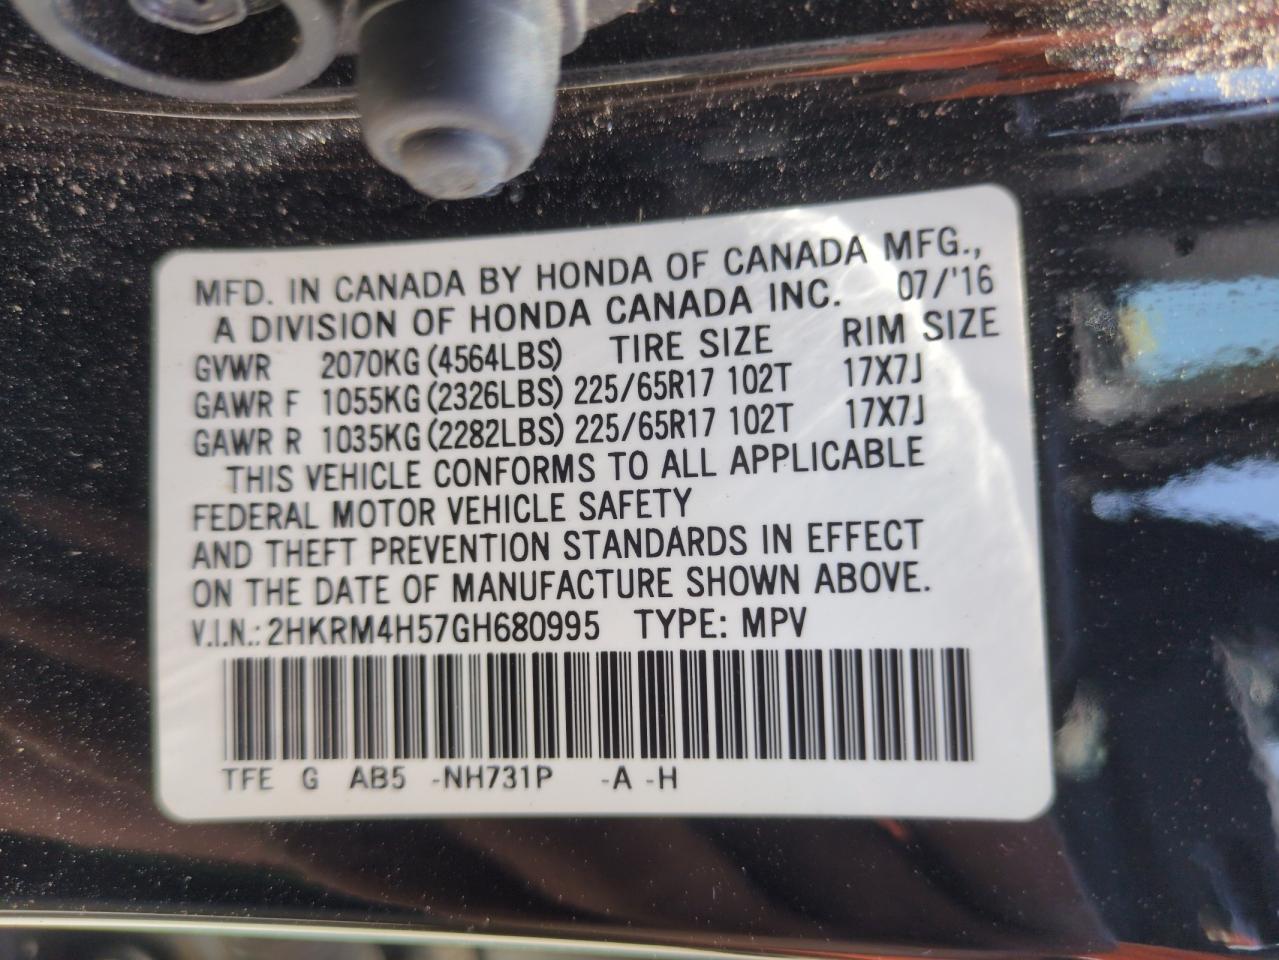 MFD. IN CANADA BY HONDA OF CANADA MFG.,
A DIVISION OF HONDA CANADA INC. 07/'16
GVWR 2070KG (4564LBS) TIRE SIZE RIM SIZE
GAWR F 1055KG (2326LBS) 225/65R17 102T 17X7J
GAWR R 1035KG (2282LBS) 225/65R17 102T 17X7J
THIS VEHICLE CONFORMS TO ALL APPLICABLE
FEDERAL MOTOR VEHICLE SAFETY
AND THEFT PREVENTION STANDARDS IN EFFECT
ON THE DATE OF MANUFACTURE SHOWN ABOVE.
V.I.N.: 2HKRM4H57GH680995 TYPE: MPV
TFE G AB5 -NH731P -A -H